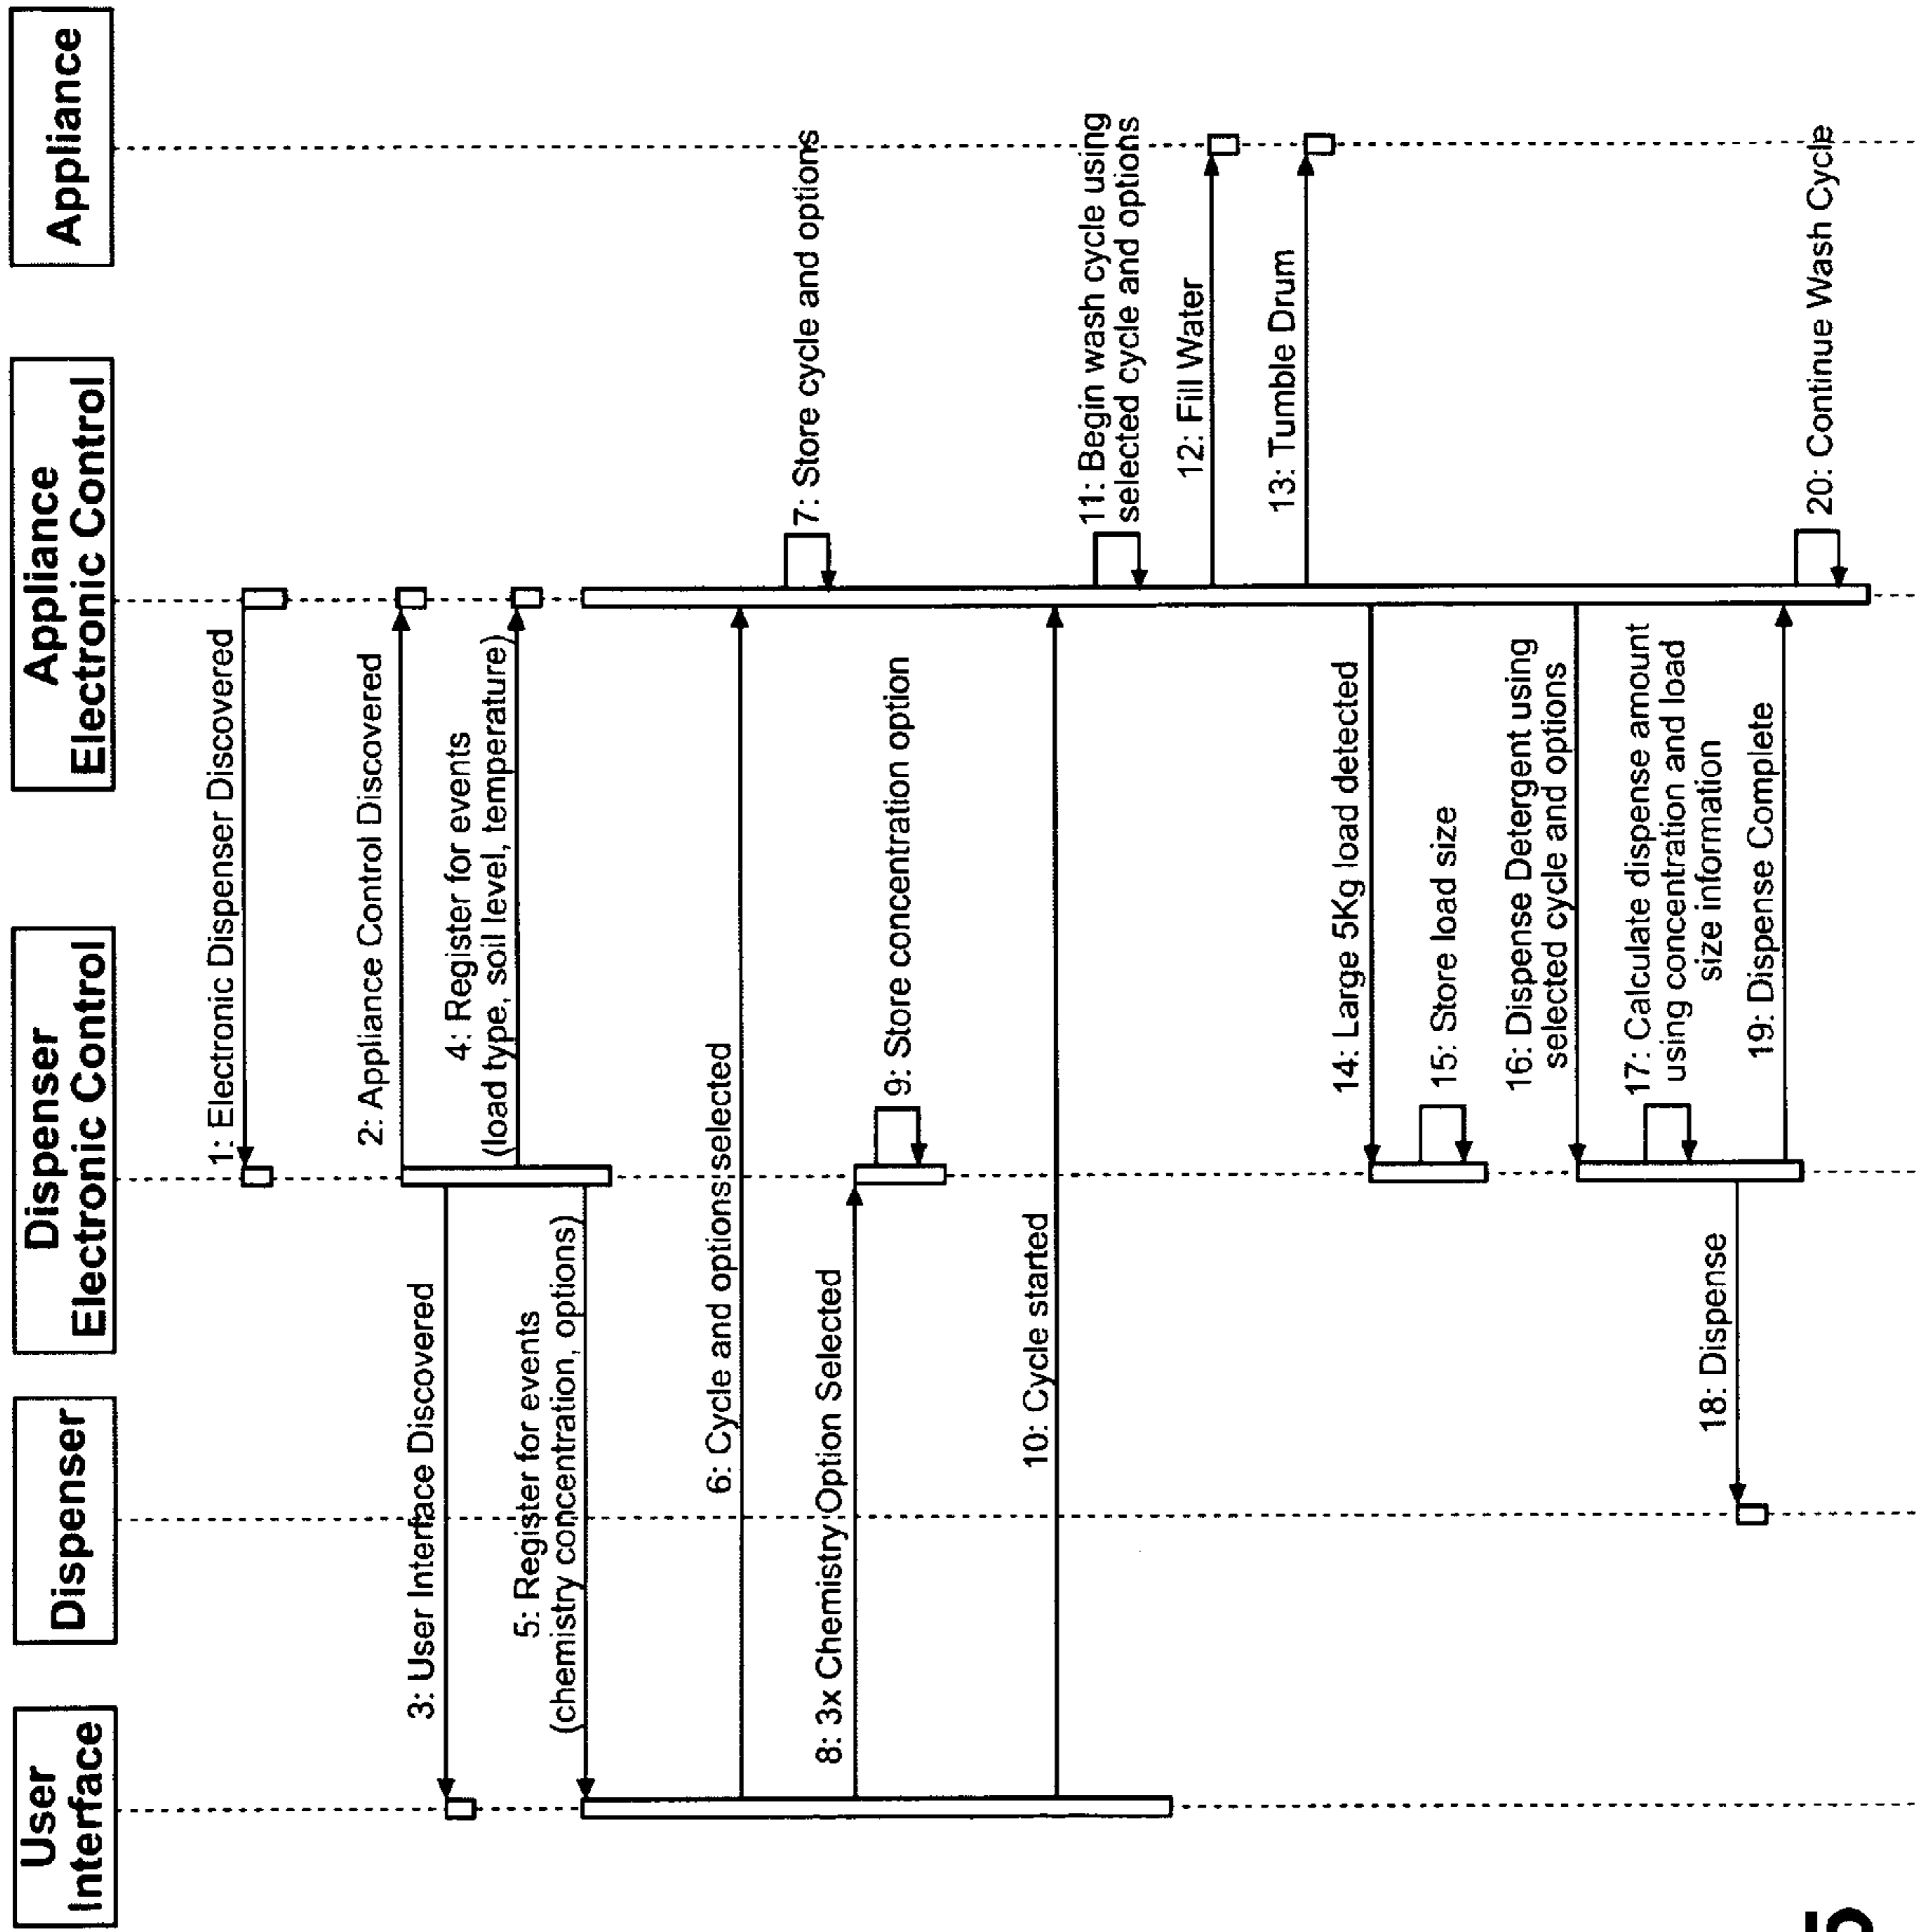 User
Interface
Dispenser
Dispenser
Electronic Control
Appliance
Electronic Control
Appliance
1: Electronic Dispenser Discovered
2: Appliance Control Discovered
3: User Interface Discovered
4: Register for events
(load type, soil level, temperature)
5: Register for events
(chemistry concentration, options)
6: Cycle and options selected
7: Store cycle and options
8: 3x Chemistry Option Selected
9: Store concentration option
10: Cycle started
11: Begin wash cycle using
selected cycle and options
12: Fill Water
13: Tumble Drum
14: Large 5Kg load detected
15: Store load size
16: Dispense Detergent using
selected cycle and options
17: Calculate dispense amount
using concentration and load
size information
18: Dispense
19: Dispense Complete
20: Continue Wash Cycle
5